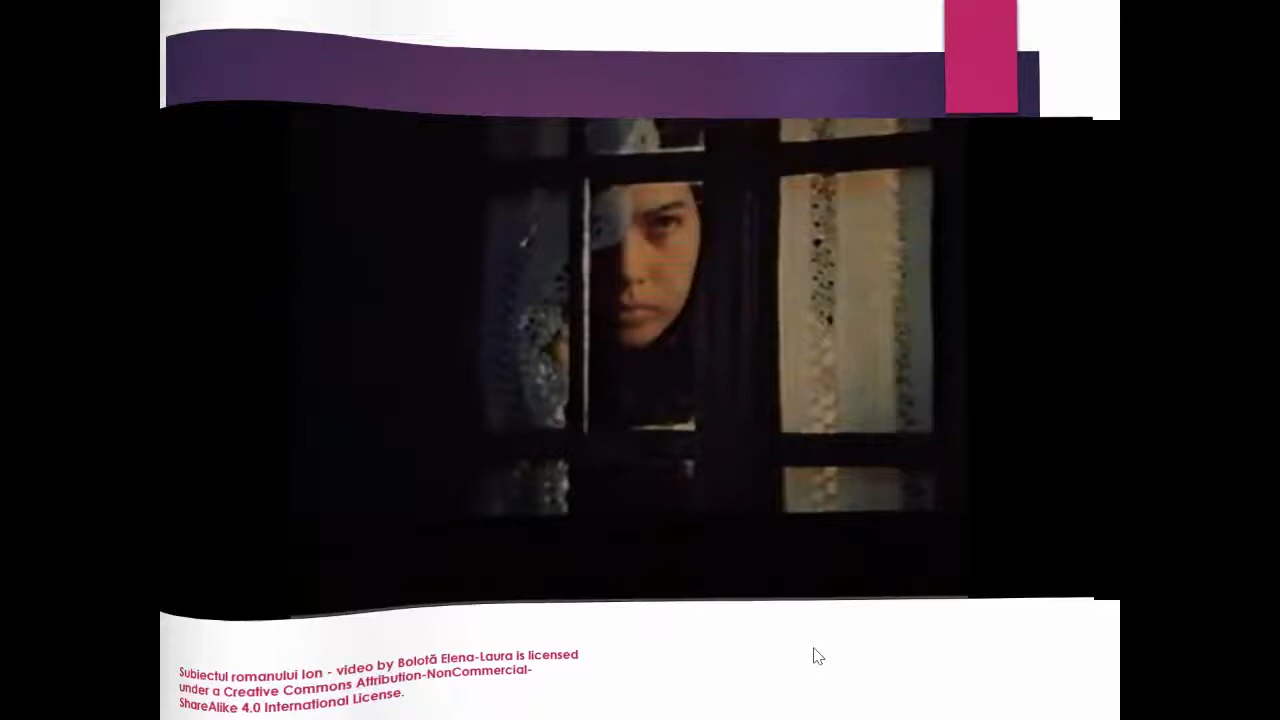 Subiectul romanului Ion - video by Bolotă Elena-Laura is licensed
under a Creative Commons Attribution-NonCommercial-
ShareAlike 4.0 International License.